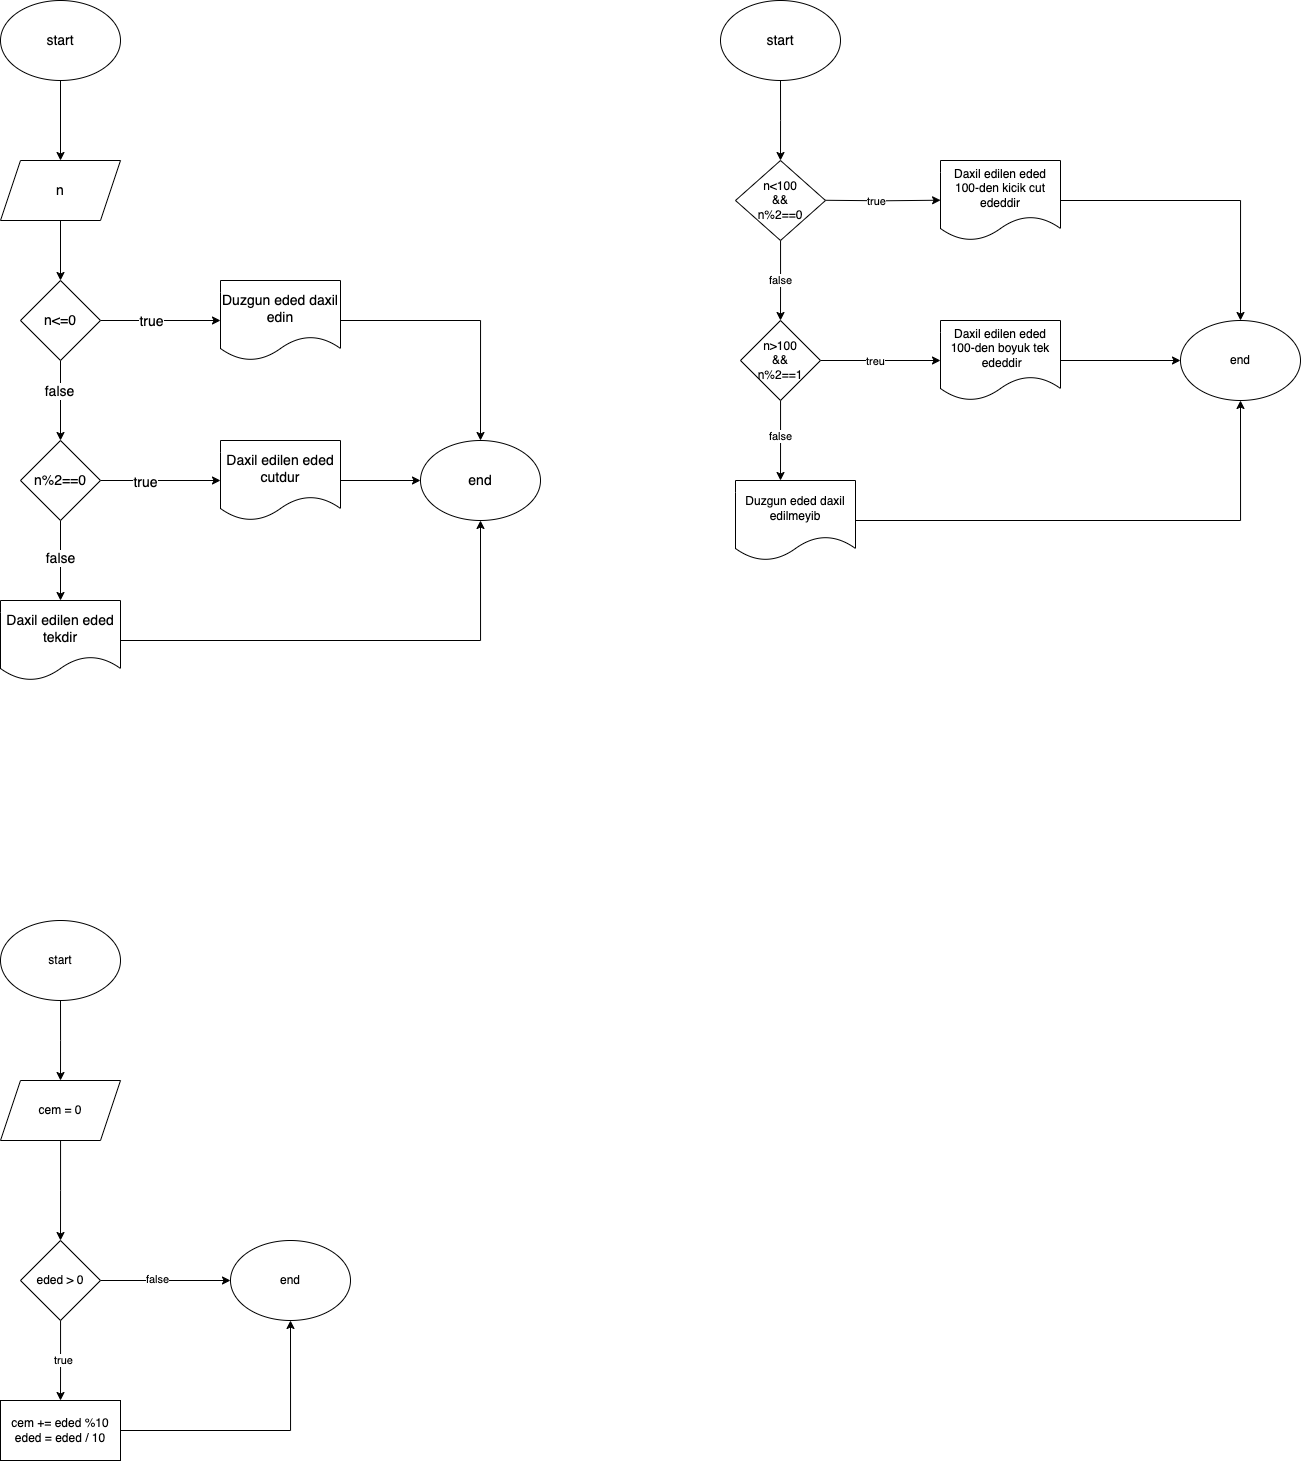 start
n
n<=0
true
Duzgun eded daxil
edin
false
n%2==0
true
Daxil edilen eded
cutdur
end
false
Daxil edilen eded
tekdir
start
n<100
&&
n%2==0
true
Daxil edilen eded
100-den kicik cut
ededdir
false
n>100
&&
n%2==1
treu
Daxil edilen eded
100-den boyuk tek
ededdir
end
false
Duzgun eded daxil
edilmeyib
start
cem = 0
eded > 0
false
end
true
cem += eded %10
eded = eded / 10